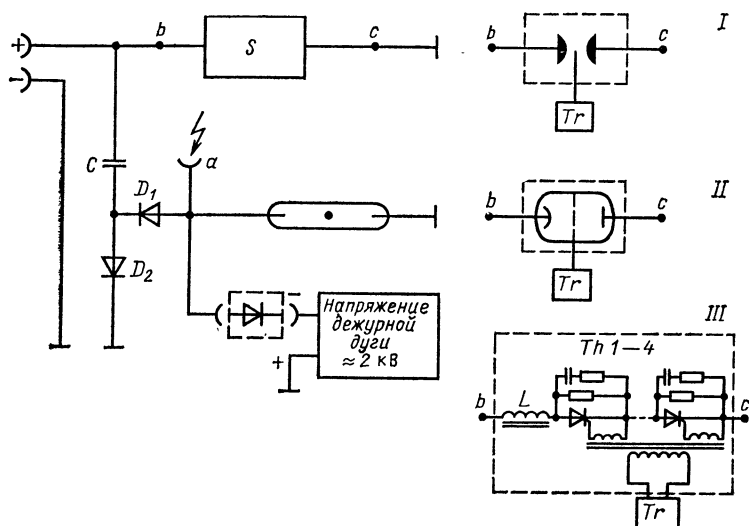 +
−
b
S
c
C
a
D₁
D₂
−
+
Напряжение
дежурной
дуги
≈ 2 кВ
I
b
c
Tr
II
b
c
Tr
III
Th 1—4
b
L
c
Tr